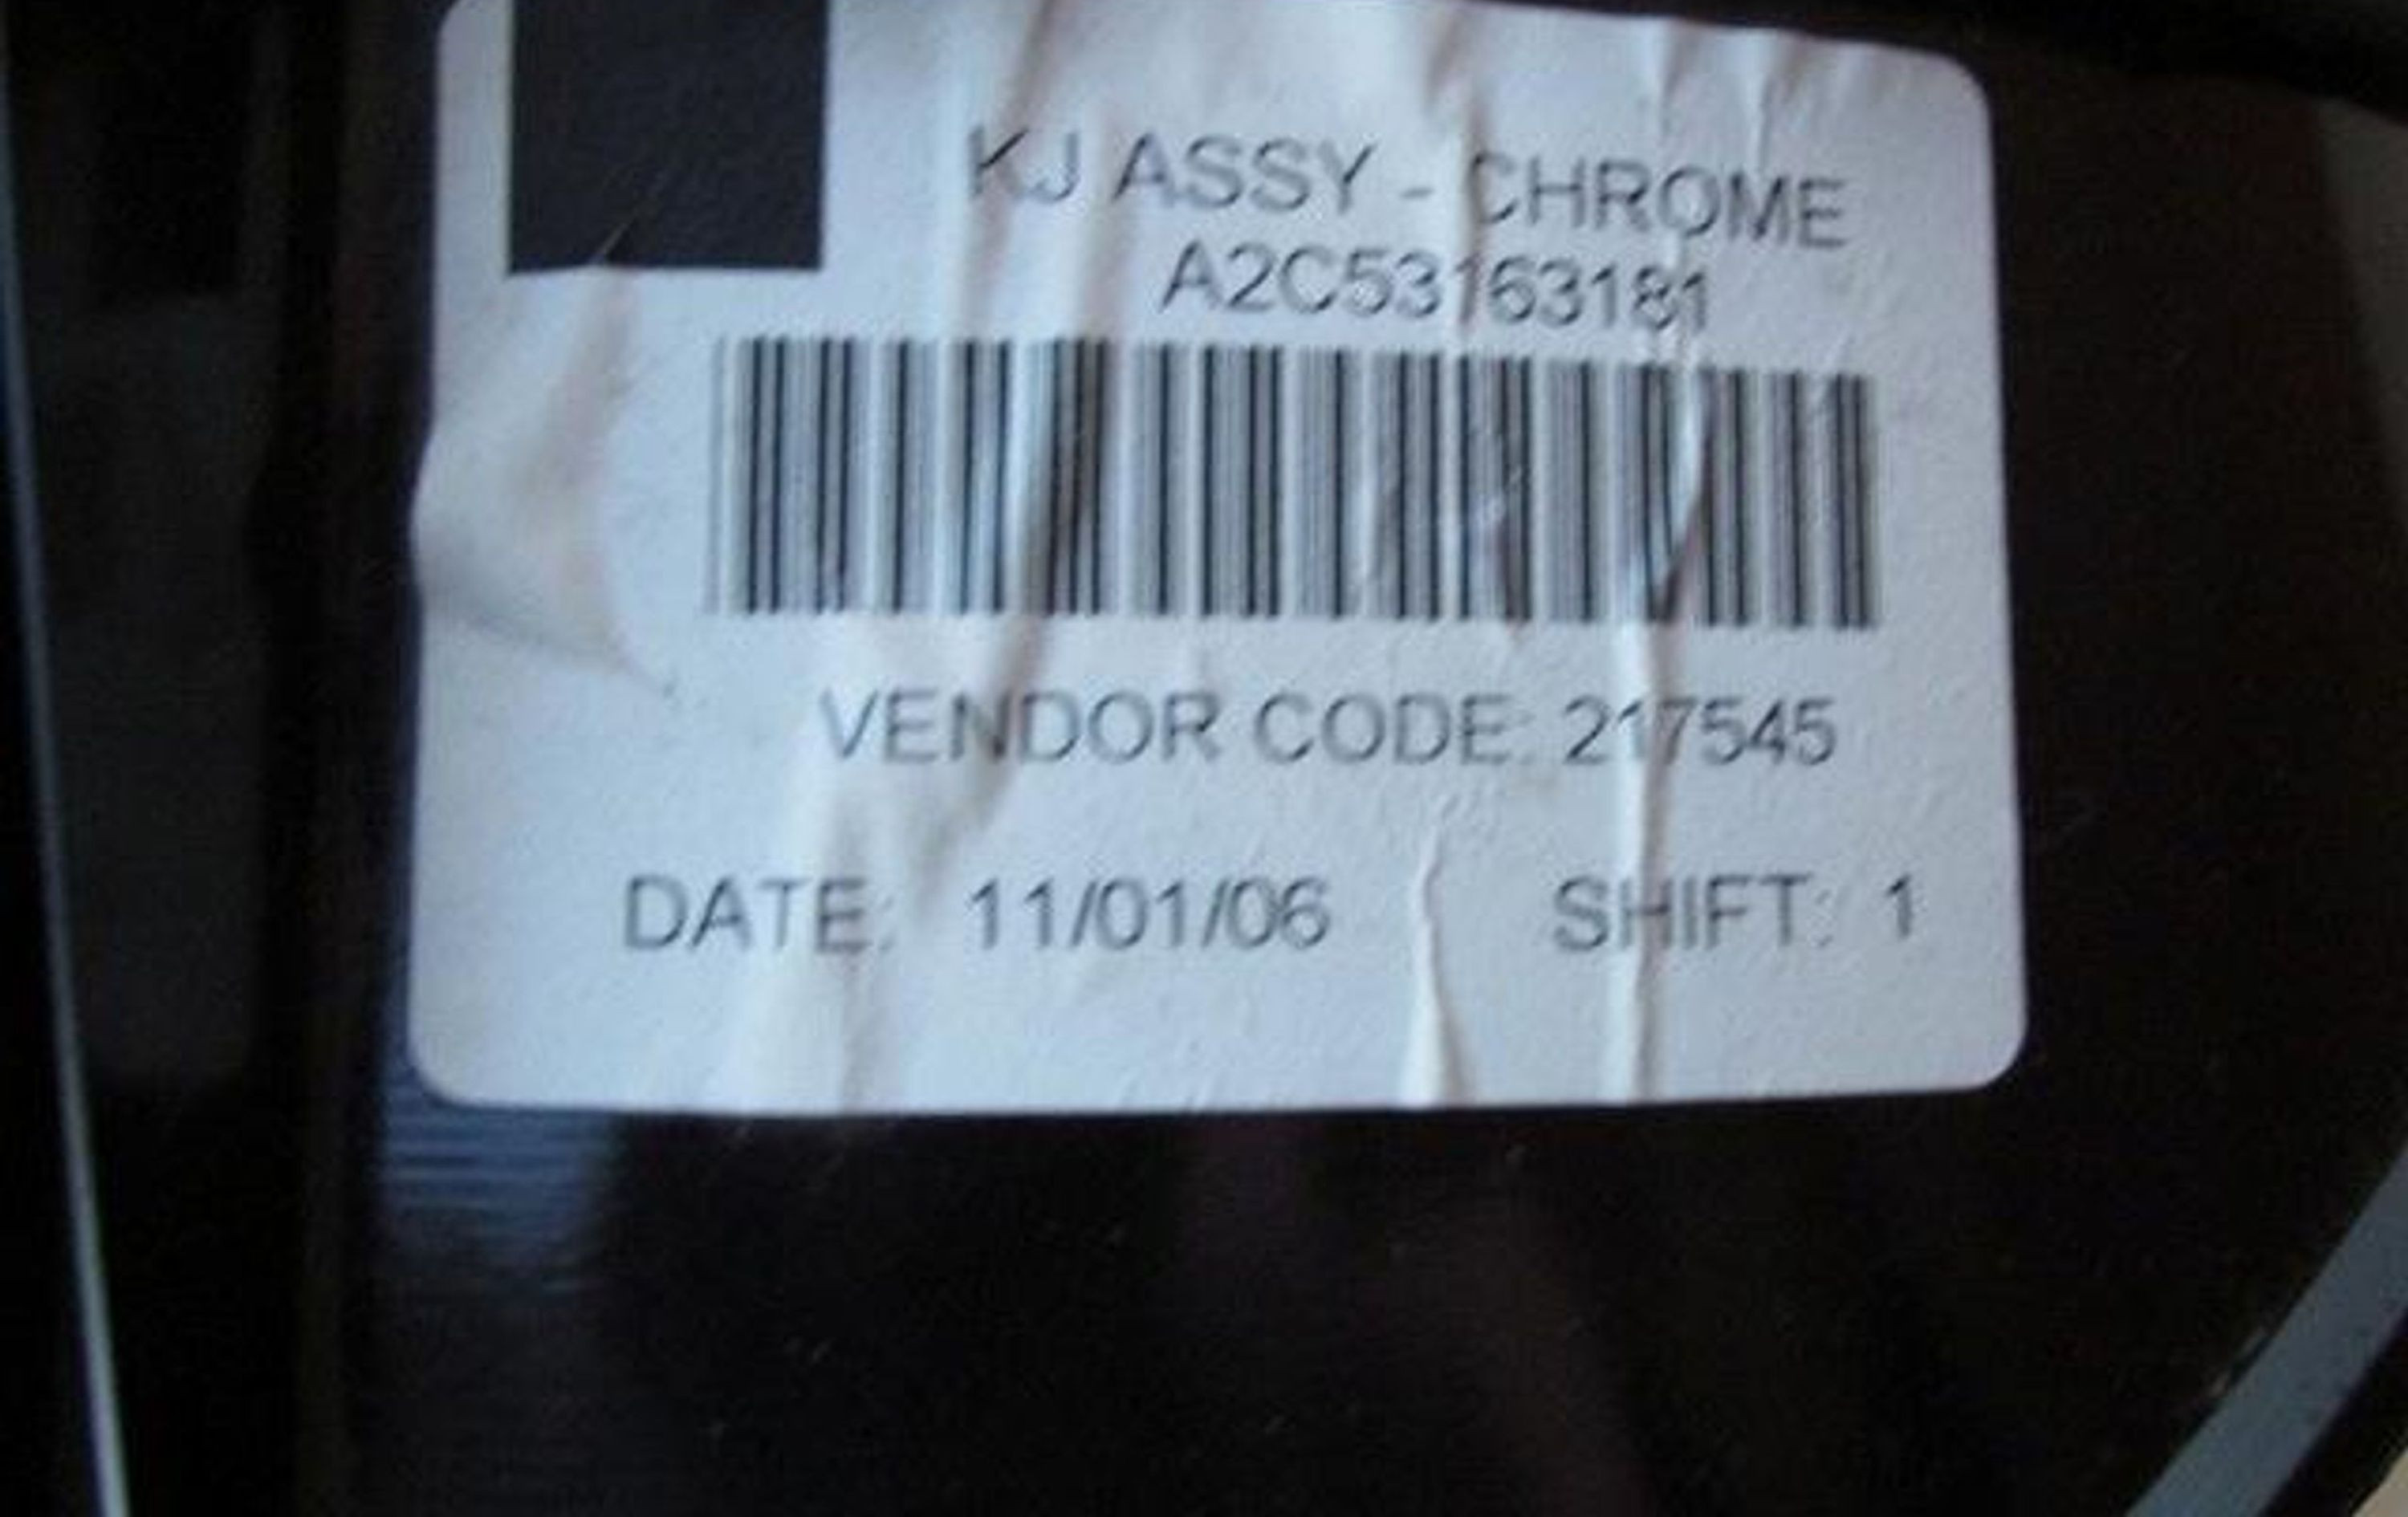 KJ ASSY - CHROME
A2C53163181
VENDOR CODE: 217545
DATE: 11/01/06 SHIFT: 1